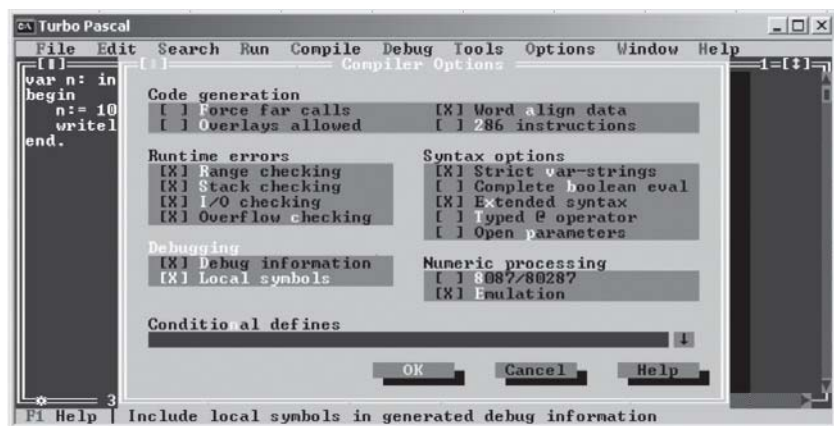 Turbo Pascal
File Edit Search Run Compile Debug Tools Options Window Help
[■] Compiler Options 1=[↕]
var n: in
begin
n:= 10
writel
end.
Code generation
[ ] Force far calls [X] Word align data
[ ] Overlays allowed [ ] 286 instructions
Runtime errors Syntax options
[X] Range checking [X] Strict var-strings
[X] Stack checking [ ] Complete boolean eval
[X] I/O checking [X] Extended syntax
[X] Overflow checking [ ] Typed @ operator
[ ] Open parameters
Debugging
[X] Debug information Numeric processing
[X] Local symbols [ ] 8087/80287
[X] Emulation
Conditional defines
OK Cancel Help
3
F1 Help | Include local symbols in generated debug information